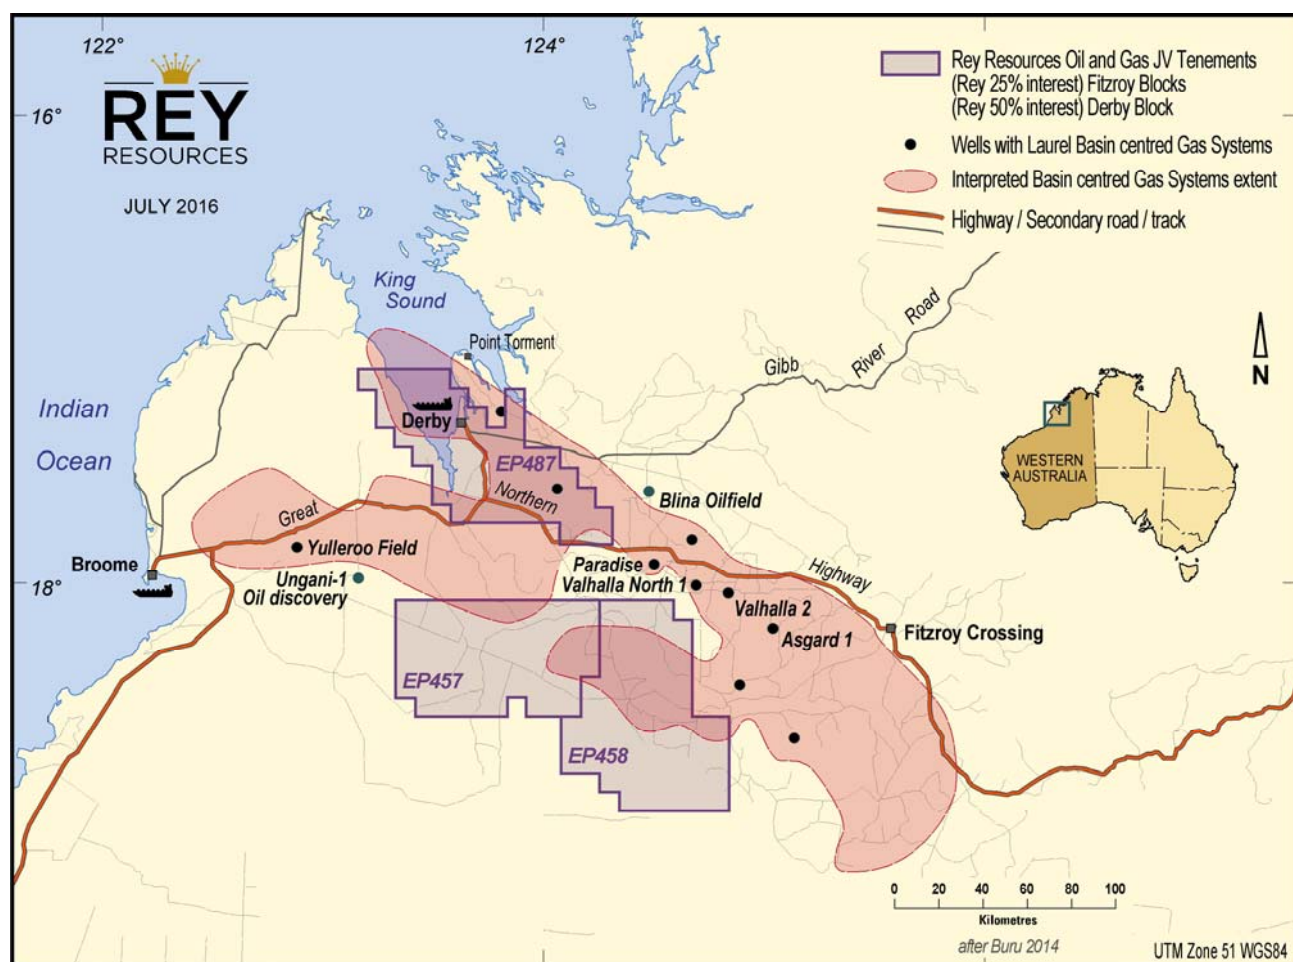 122°
124°
REY
RESOURCES
JULY 2016
16°
18°
Rey Resources Oil and Gas JV Tenements
(Rey 25% interest) Fitzroy Blocks
(Rey 50% interest) Derby Block
Wells with Laurel Basin centred Gas Systems
Interpreted Basin centred Gas Systems extent
Highway / Secondary road / track
King
Sound
Point Torment
Gibb
River
Road
N
Indian
Ocean
Derby
WESTERN
AUSTRALIA
EP487
Northern
Great
Blina Oilfield
Yulleroo Field
Broome
Ungani-1
Oil discovery
Paradise
Valhalla North 1
Highway
Valhalla 2
Asgard 1
Fitzroy Crossing
EP457
EP458
0 20 40 60 80 100
Kilometres
after Buru 2014
UTM Zone 51 WGS84